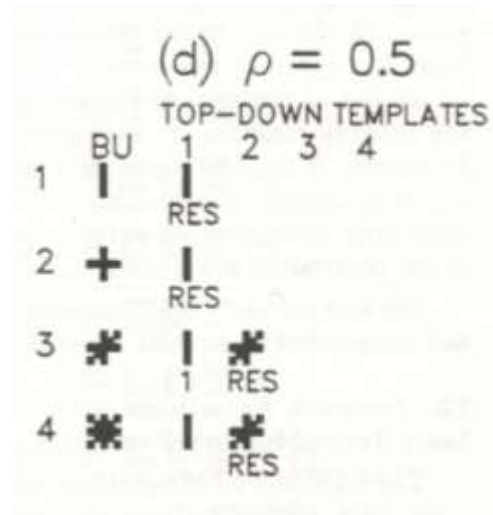 (d) ρ = 0.5
TOP-DOWN TEMPLATES
BU 1 2 3 4
1
RES
2
RES
3
1 RES
4
RES